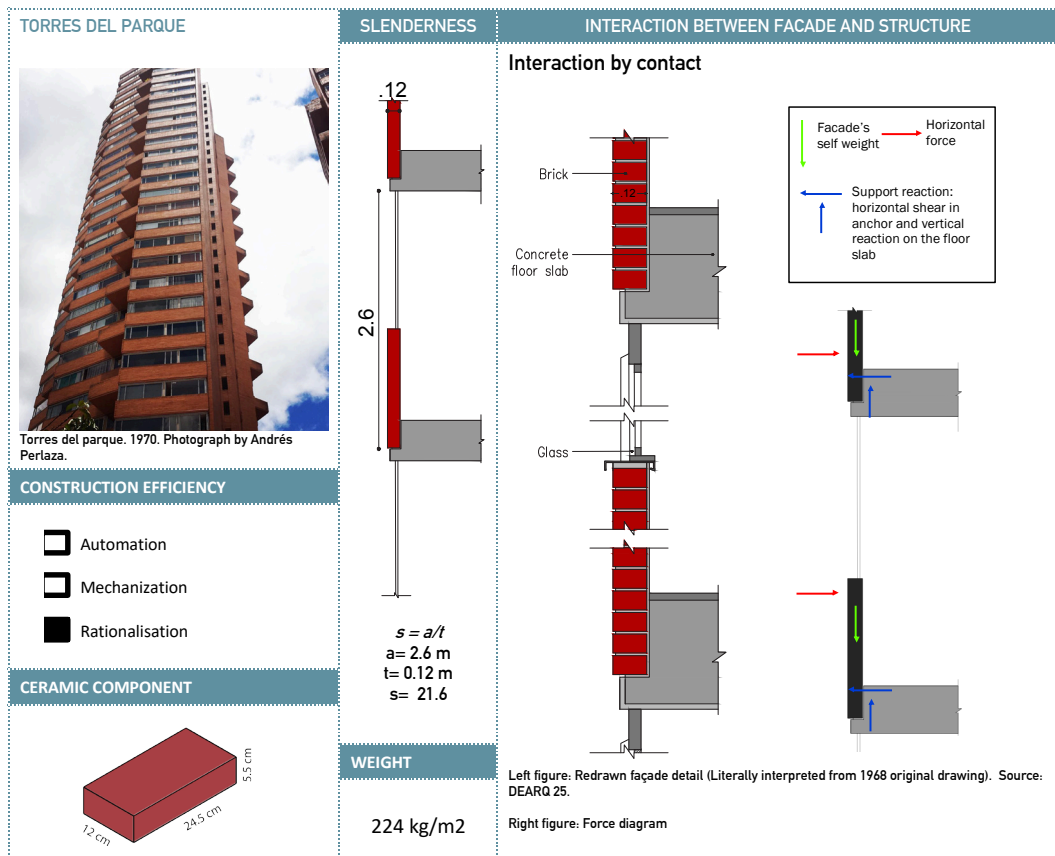 TORRES DEL PARQUE
Torres del parque. 1970. Photograph by Andrés
Perlaza.
CONSTRUCTION EFFICIENCY
Automation
Mechanization
Rationalisation
CERAMIC COMPONENT
12 cm
24.5 cm
5.5 cm
SLENDERNESS
.12
2.6
s = a/t
a= 2.6 m
t= 0.12 m
s= 21.6
WEIGHT
224 kg/m2
INTERACTION BETWEEN FACADE AND STRUCTURE
Interaction by contact
Brick
.12
Concrete
floor slab
Glass
Facade's
self weight
Horizontal
force
Support reaction:
horizontal shear in
anchor and vertical
reaction on the floor
slab
Left figure: Redrawn façade detail (Literally interpreted from 1968 original drawing). Source:
DEARQ 25.
Right figure: Force diagram